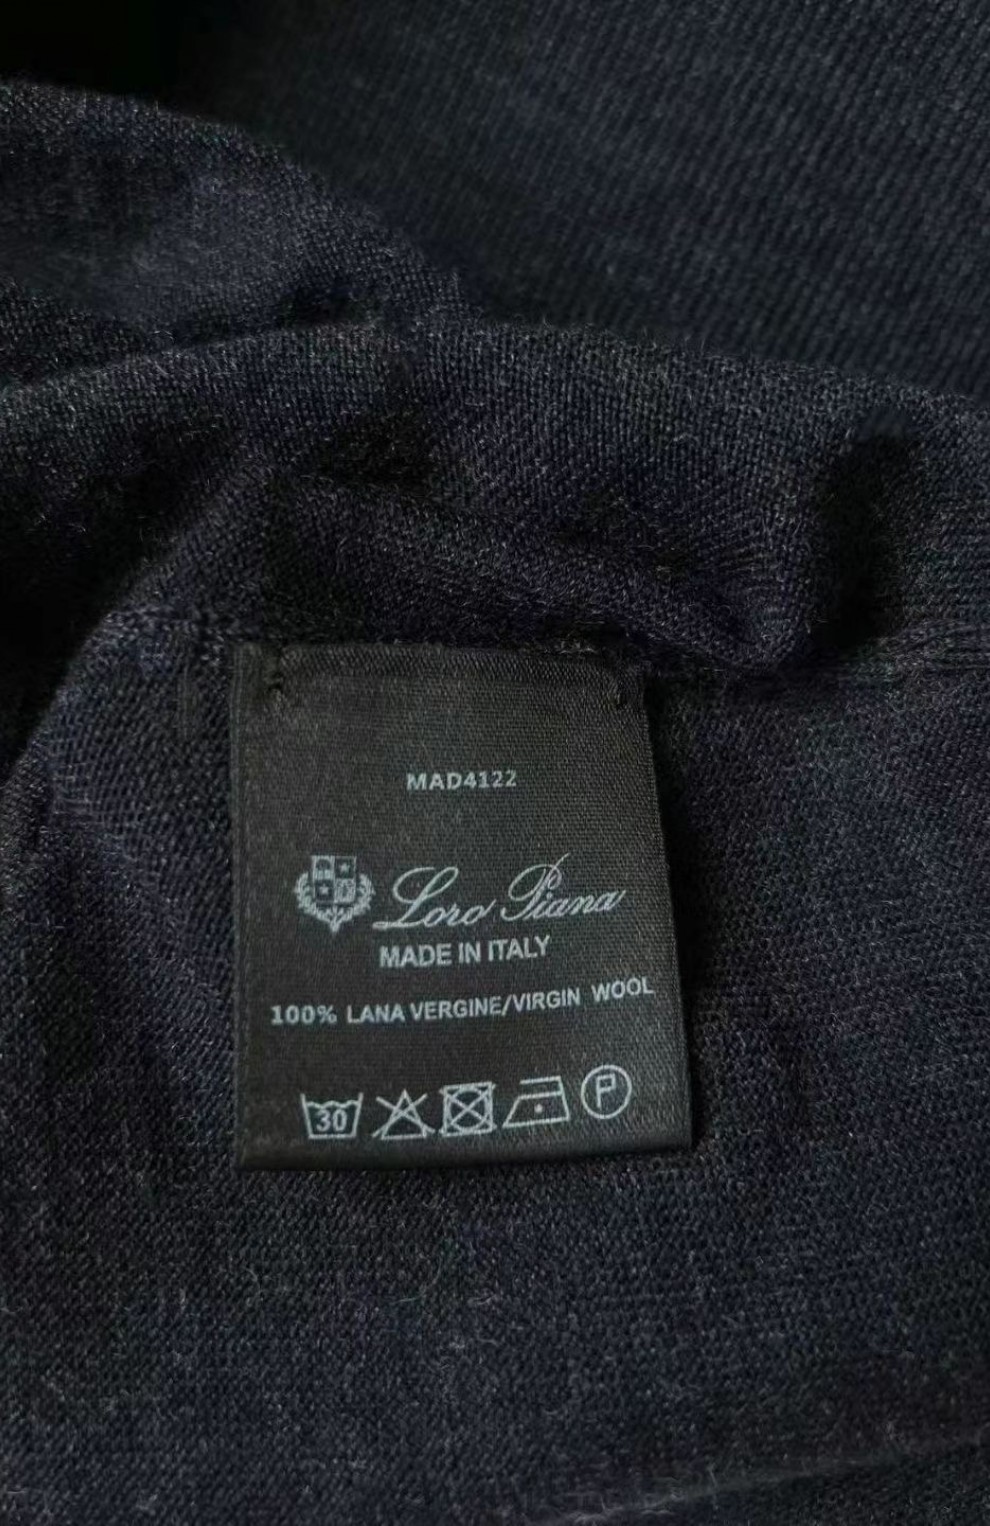 MAD4122
Loro Piana
MADE IN ITALY
100% LANA VERGINE/VIRGIN WOOL
30 P